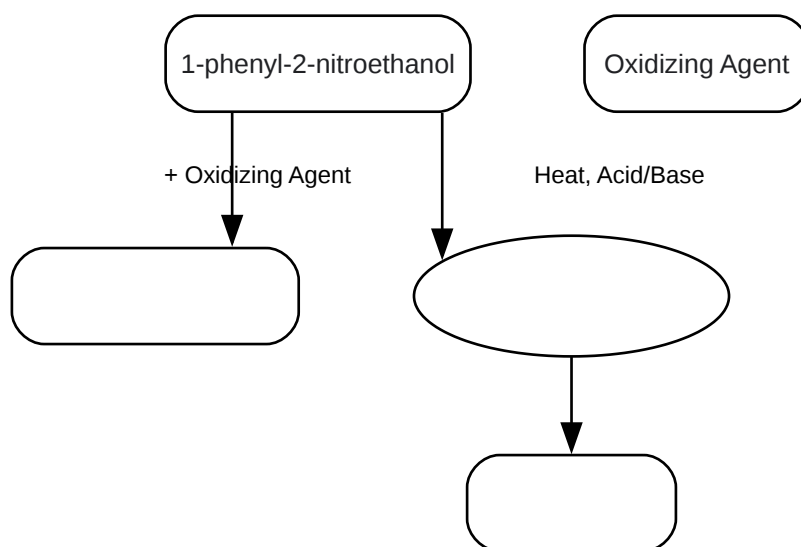 1-phenyl-2-nitroethanol
Oxidizing Agent
+ Oxidizing Agent
Heat, Acid/Base